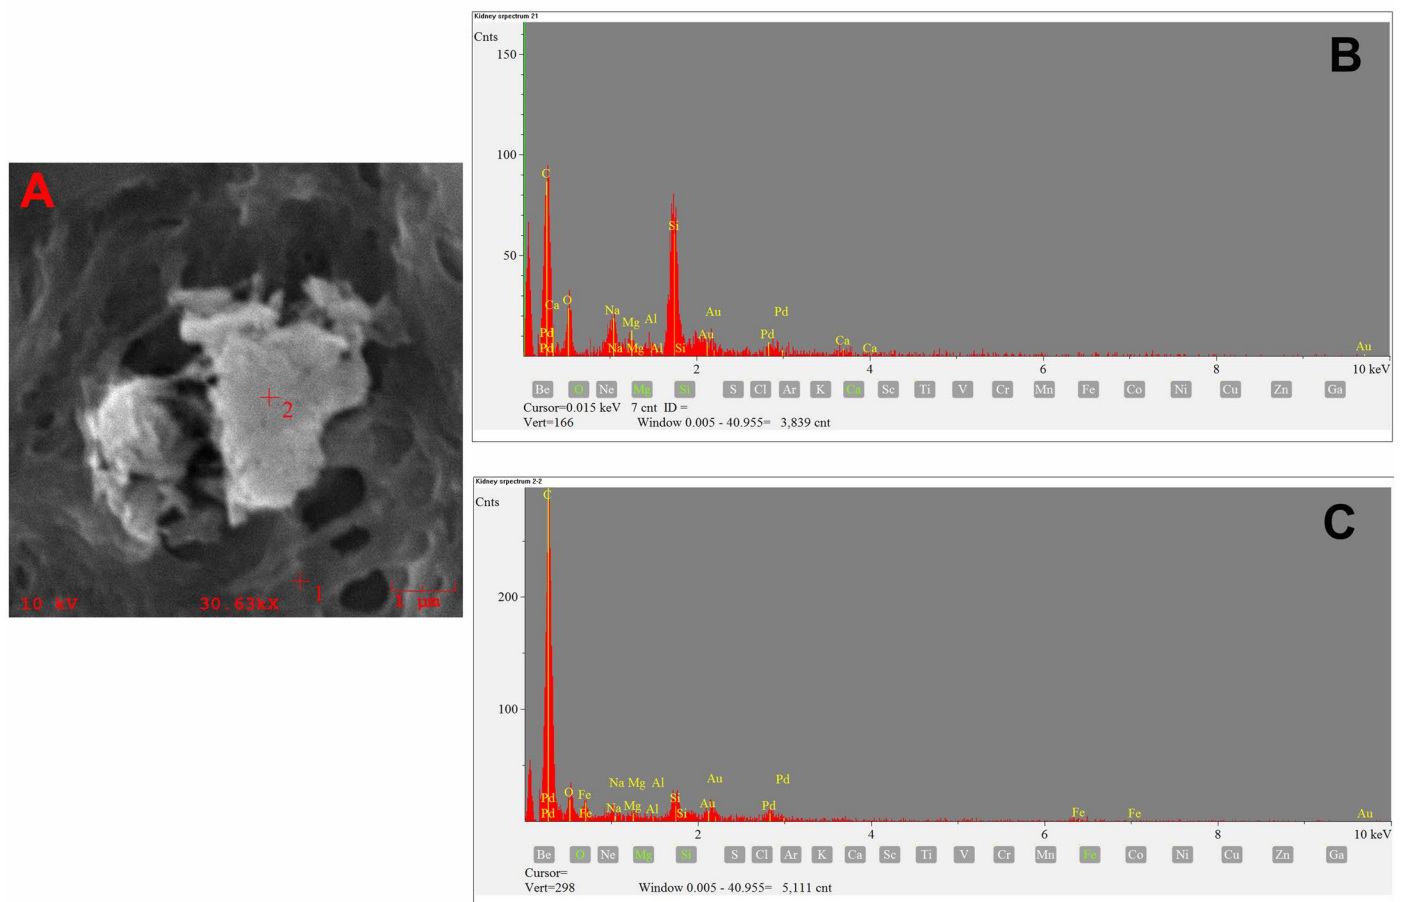 A
2
1
10 kV
30.63kX
1 µm
Kidney srpectrum 21
Cnts
B
150
100
50
C
Ca
O
Pd
Pd
Na
Mg
Al
Na
Mg
Al
Si
Si
Au
Au
Pd
Pd
Ca
Ca
Au
2
4
6
8
10 keV
Be O Ne Mg Si S Cl Ar K Ca Sc Ti V Cr Mn Fe Co Ni Cu Zn Ga
Cursor=0.015 keV 7 cnt ID =
Vert=166 Window 0.005 - 40.955= 3,839 cnt
Kidney srpectrum 2-2
Cnts
C
200
100
C
Pd
Pd
O
Fe
Fe
Na Mg Al
Na
Mg
Al
Si
Si
Au
Au
Pd
Pd
Fe
Fe
Au
2
4
6
8
10 keV
Be O Ne Mg Si S Cl Ar K Ca Sc Ti V Cr Mn Fe Co Ni Cu Zn Ga
Cursor=
Vert=298 Window 0.005 - 40.955= 5,111 cnt